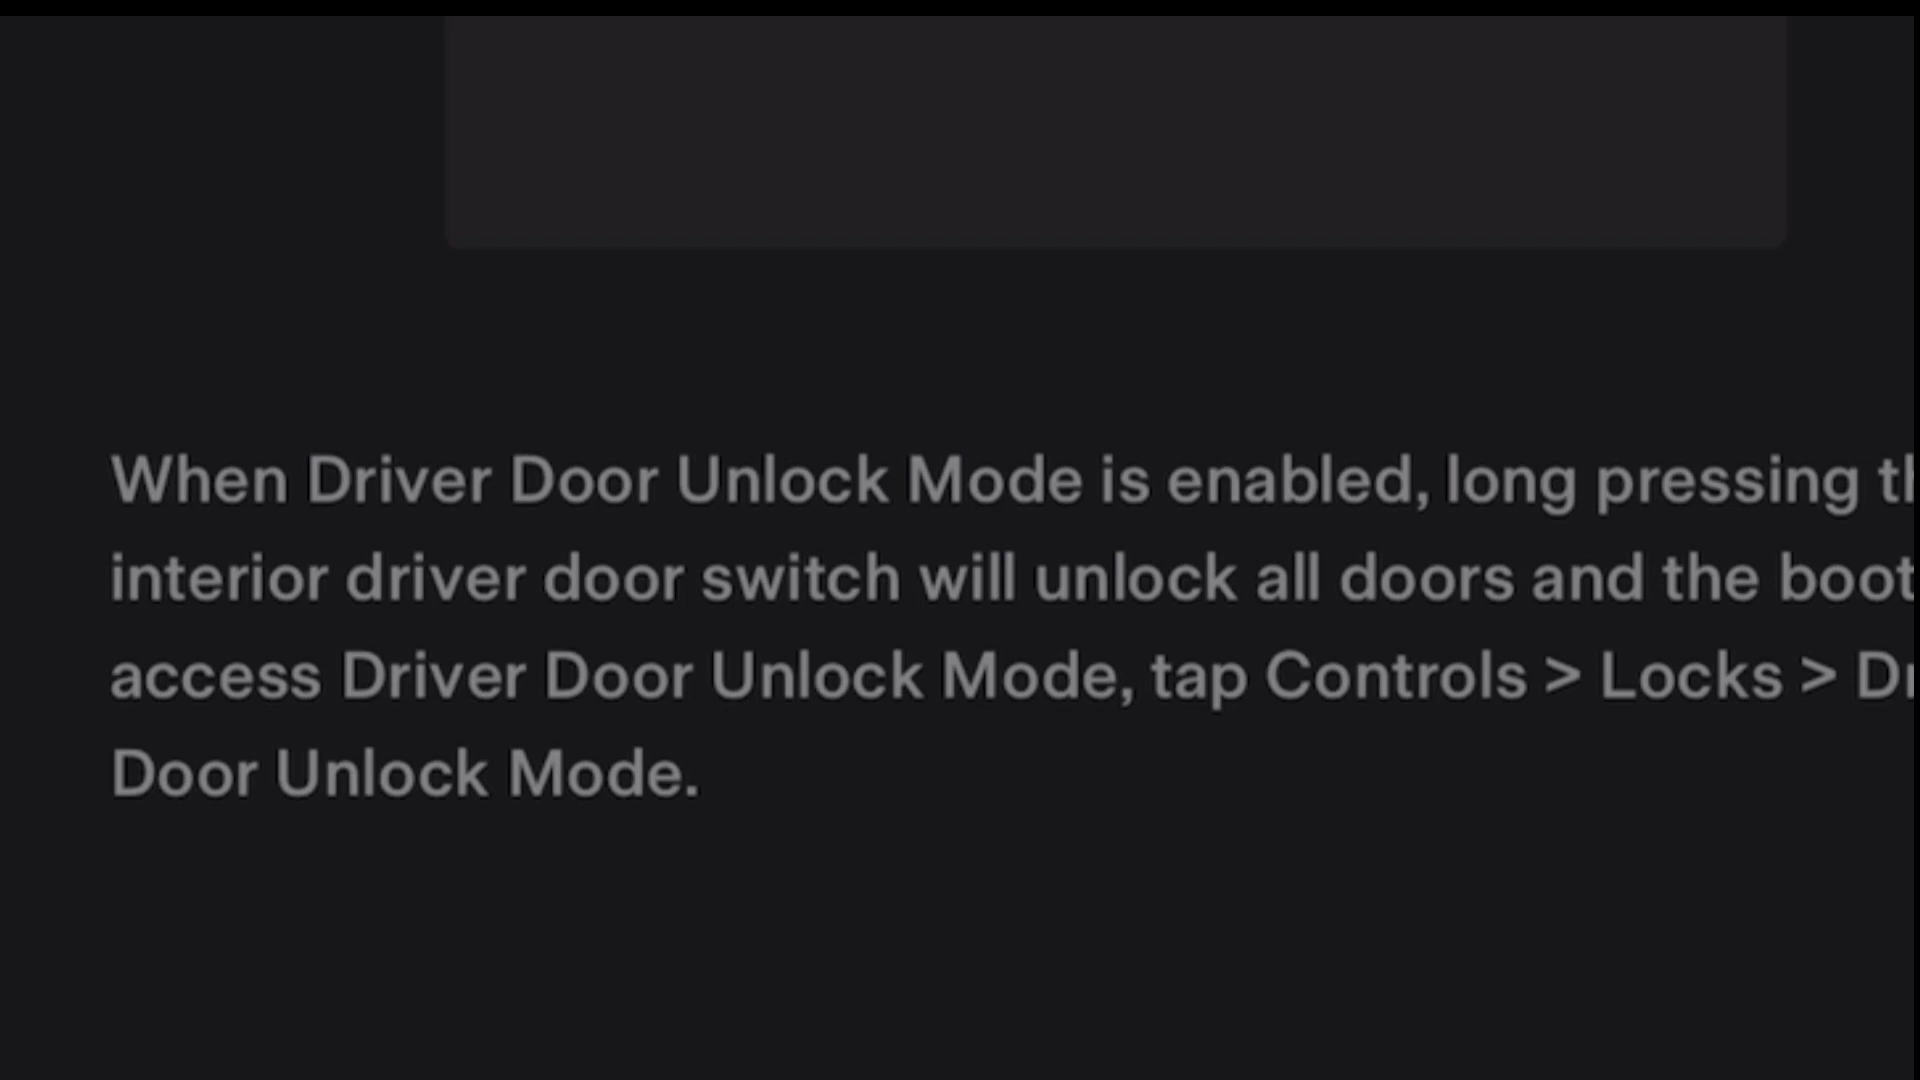 When Driver Door Unlock Mode is enabled, long pressing
interior driver door switch will unlock all doors and the boot
access Driver Door Unlock Mode, tap Controls > Locks >
Door Unlock Mode.